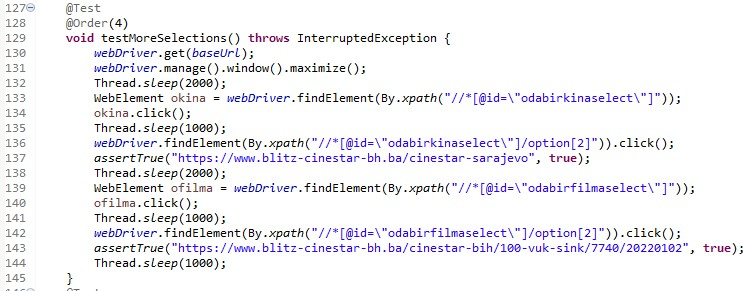 127 @Test
128 @Order(4)
129 void testMoreSelections() throws InterruptedException {
130 webDriver.get(baseUrl);
131 webDriver.manage().window().maximize();
132 Thread.sleep(2000);
133 WebElement okina = webDriver.findElement(By.xpath("//*[@id=\"odabirkinaselect\"]"));
134 okina.click();
135 Thread.sleep(1000);
136 webDriver.findElement(By.xpath("//*[@id=\"odabirkinaselect\"]/option[2]")).click();
137 assertTrue("https://www.blitz-cinestar-bh.ba/cinestar-sarajevo", true);
138 Thread.sleep(2000);
139 WebElement ofilma = webDriver.findElement(By.xpath("//*[@id=\"odabirfilmaselect\"]"));
140 ofilma.click();
141 Thread.sleep(1000);
142 webDriver.findElement(By.xpath("//*[@id=\"odabirfilmaselect\"]/option[2]")).click();
143 assertTrue("https://www.blitz-cinestar-bh.ba/cinestar-bih/100-vuk-sink/7740/20220102", true);
144 Thread.sleep(1000);
145 }